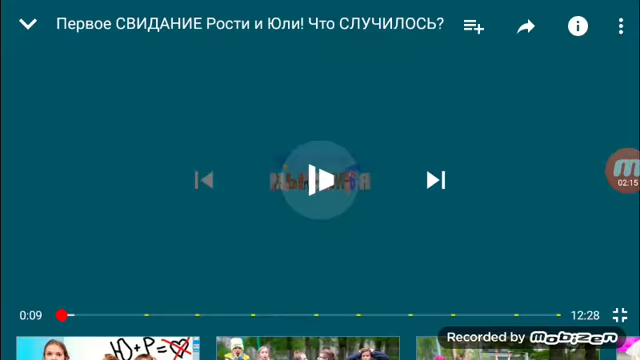 Первое СВИДАНИЕ Рости и Юли! Что СЛУЧИЛОСЬ?
02:15
0:09
12:28
Recorded by Mobizen
Ю+Р=